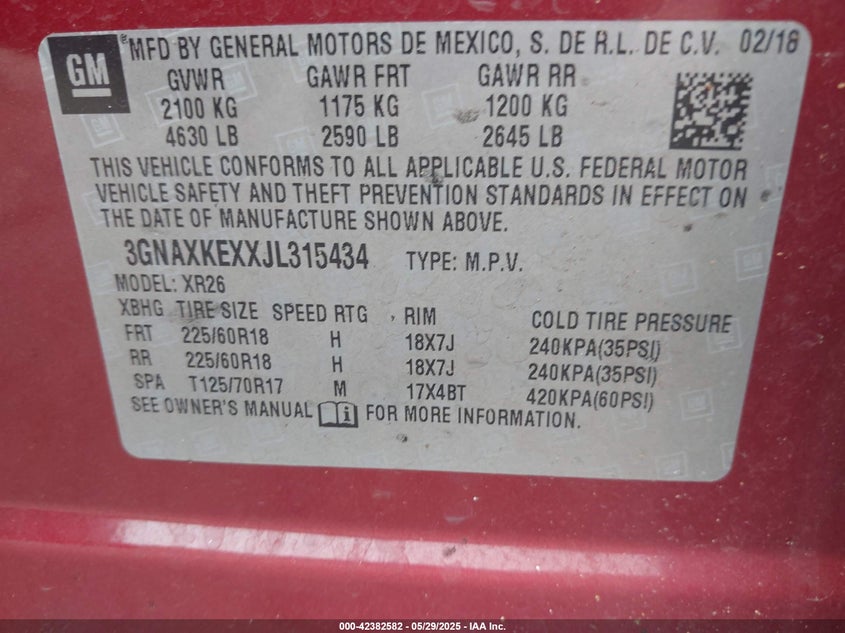 GM
® MFD BY GENERAL MOTORS DE MEXICO, S. DE R.L. DE C.V. 02/18
GVWR GAWR FRT GAWR RR
2100 KG 1175 KG 1200 KG
4630 LB 2590 LB 2645 LB
THIS VEHICLE CONFORMS TO ALL APPLICABLE U.S. FEDERAL MOTOR
VEHICLE SAFETY AND THEFT PREVENTION STANDARDS IN EFFECT ON
THE DATE OF MANUFACTURE SHOWN ABOVE.
3GNAXKEXXJL315434 TYPE: M.P.V.
MODEL: XR26
XBHG TIRE SIZE SPEED RTG RIM COLD TIRE PRESSURE
FRT 225/60R18 H 18X7J 240KPA(35PSI)
RR 225/60R18 H 18X7J 240KPA(35PSI)
SPA T125/70R17 M 17X4BT 420KPA(60PSI)
SEE OWNER'S MANUAL FOR MORE INFORMATION.
000-42382582 - 05/29/2025 - IAA Inc.